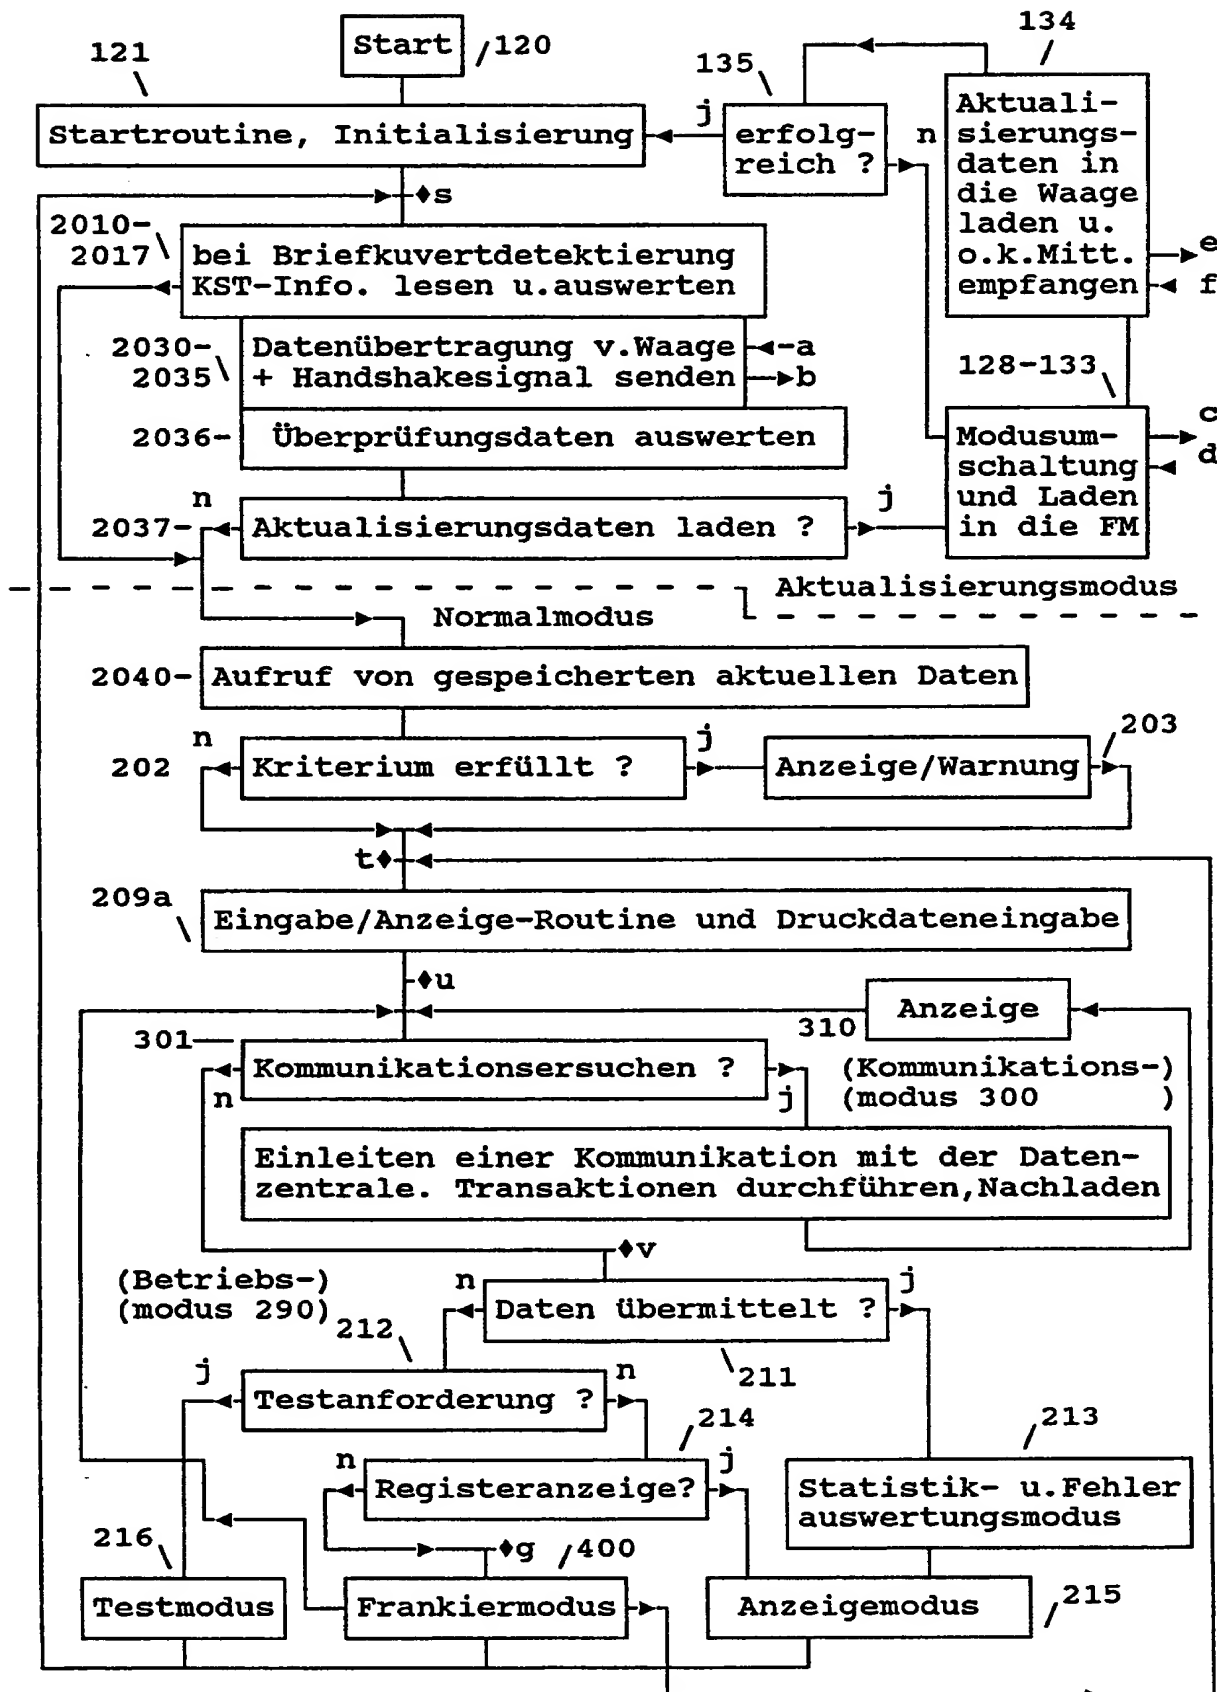 Start
120
121
Startroutine, Initialisierung
j
135
erfolg-
reich ?
n
134
Aktuali-
sierungs-
daten in
die Waage
laden u.
o.k.Mitt.
empfangen
e
f
♦s
2010-
2017
bei Briefkuvertdetektierung
KST-Info. lesen u.auswerten
2030-
2035
Datenübertragung v.Waage
+ Handshakesignal senden
-a
b
2036-
Überprüfungsdaten auswerten
128-133
Modusum-
schaltung
und Laden
in die FM
c
d
n
2037-
Aktualisierungsdaten laden ?
j
Aktualisierungsmodus
Normalmodus
2040-
Aufruf von gespeicherten aktuellen Daten
n
202
Kriterium erfüllt ?
j
Anzeige/Warnung
203
t♦
209a
Eingabe/Anzeige-Routine und Druckdateneingabe
♦u
Anzeige
310
301
Kommunikationsersuchen ?
n
j
(Kommunikations-)
(modus 300 )
Einleiten einer Kommunikation mit der Daten-
zentrale. Transaktionen durchführen,Nachladen
♦v
(Betriebs-)
(modus 290)
n
Daten übermittelt ?
j
211
212
j
Testanforderung ?
n
214
n
Registeranzeige?
j
213
Statistik- u.Fehler
auswertungsmodus
♦g
216
Testmodus
400
Frankiermodus
Anzeigemodus
215